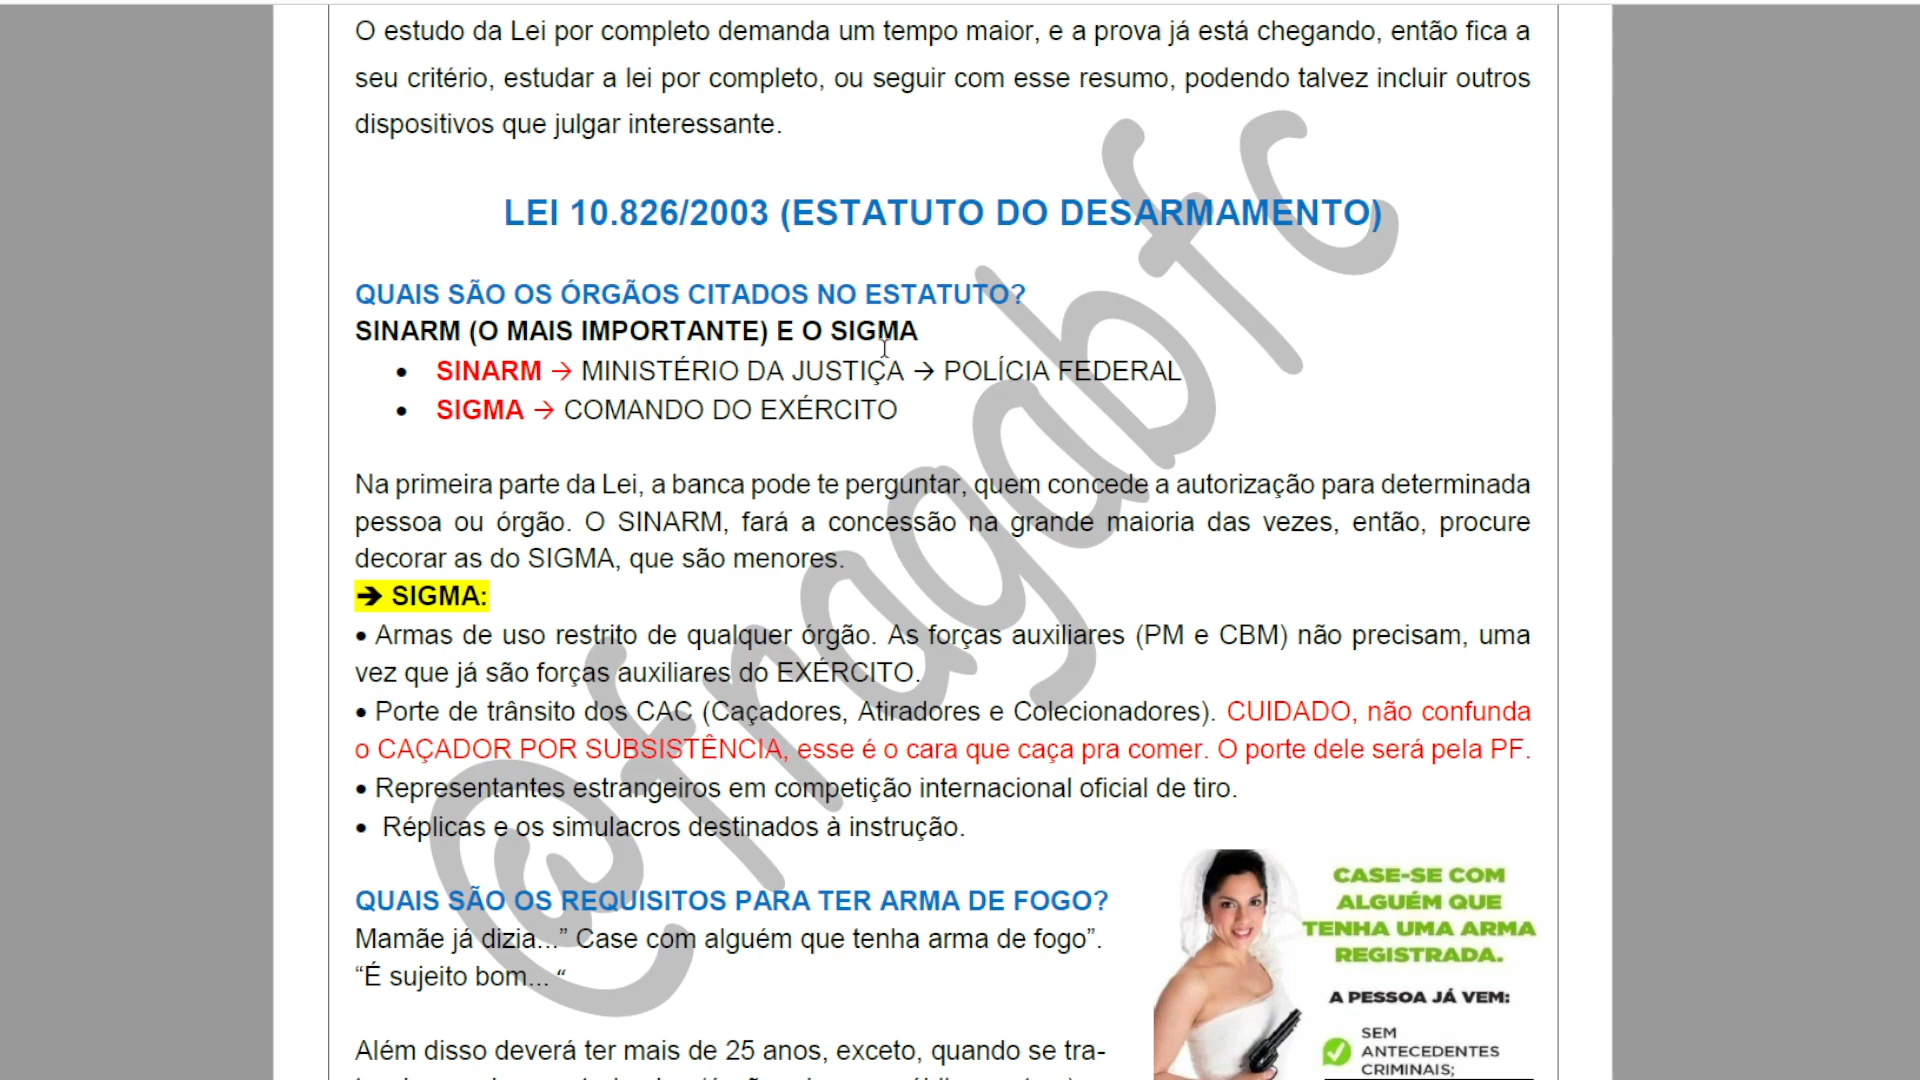 O estudo da Lei por completo demanda um tempo maior, e a prova já está chegando, então fica a
seu critério, estudar a lei por completo, ou seguir com esse resumo, podendo talvez incluir outros
dispositivos que julgar interessante.
LEI 10.826/2003 (ESTATUTO DO DESARMAMENTO)
QUAIS SÃO OS ÓRGÃOS CITADOS NO ESTATUTO?
SINARM (O MAIS IMPORTANTE) E O SIGMA
• SINARM → MINISTÉRIO DA JUSTIÇA → POLÍCIA FEDERAL
• SIGMA → COMANDO DO EXÉRCITO
Na primeira parte da Lei, a banca pode te perguntar, quem concede a autorização para determinada
pessoa ou órgão. O SINARM, fará a concessão na grande maioria das vezes, então, procure
decorar as do SIGMA, que são menores.
➔ SIGMA:
• Armas de uso restrito de qualquer órgão. As forças auxiliares (PM e CBM) não precisam, uma
vez que já são forças auxiliares do EXÉRCITO.
• Porte de trânsito dos CAC (Caçadores, Atiradores e Colecionadores). CUIDADO, não confunda
o CAÇADOR POR SUBSISTÊNCIA, esse é o cara que caça pra comer. O porte dele será pela PF.
• Representantes estrangeiros em competição internacional oficial de tiro.
• Réplicas e os simulacros destinados à instrução.
QUAIS SÃO OS REQUISITOS PARA TER ARMA DE FOGO?
Mamãe já dizia...” Case com alguém que tenha arma de fogo”.
“É sujeito bom... “
Além disso deverá ter mais de 25 anos, exceto, quando se tra-
CASE-SE COM
ALGUÉM QUE
TENHA UMA ARMA
REGISTRADA.
A PESSOA JÁ VEM:
SEM
ANTECEDENTES
CRIMINAIS;
@fragabfc